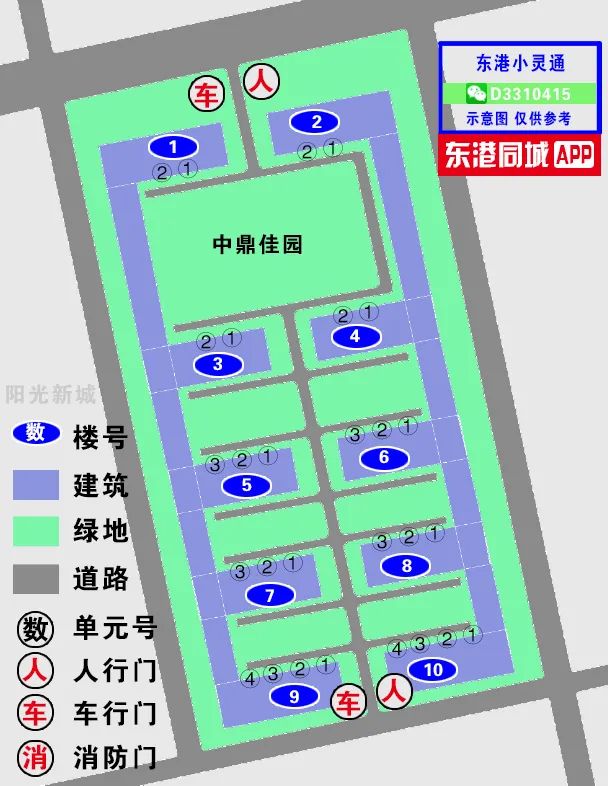 车 人
东港小灵通
D3310415
示意图 仅供参考
东港同城 APP
1
2
② ①
② ①
中鼎佳园
② ①
② ①
3
4
阳光新城
数 楼号
建筑
绿地
道路
数 单元号
人 人行门
车 车行门
消 消防门
③ ② ①
③ ② ①
5
6
③ ② ①
③ ② ①
7
8
④ ③ ② ①
④ ③ ② ①
9
10
车 人